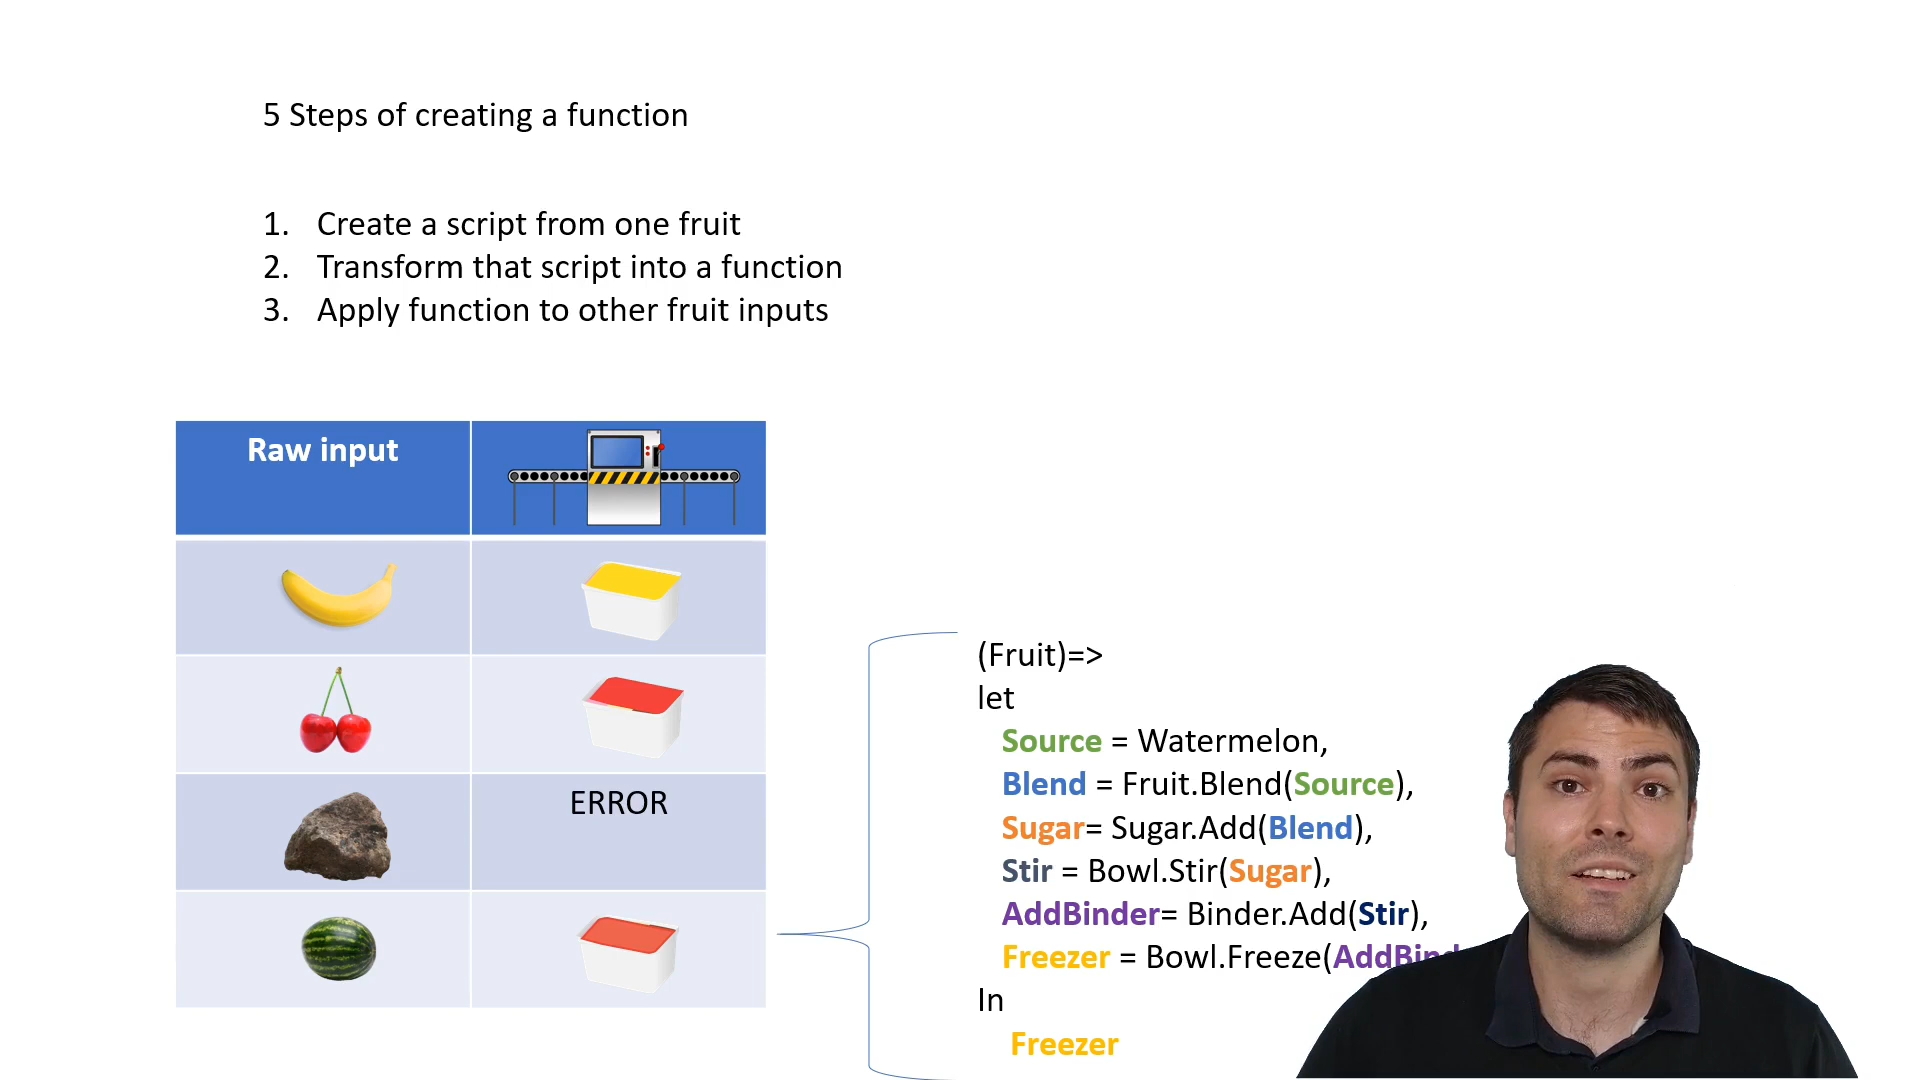 5 Steps of creating a function
1. Create a script from one fruit
2. Transform that script into a function
3. Apply function to other fruit inputs
Raw input
ERROR
(Fruit)=>
let
Source = Watermelon,
Blend = Fruit.Blend(Source),
Sugar= Sugar.Add(Blend),
Stir = Bowl.Stir(Sugar),
AddBinder= Binder.Add(Stir),
Freezer = Bowl.Freeze(
In
Freezer